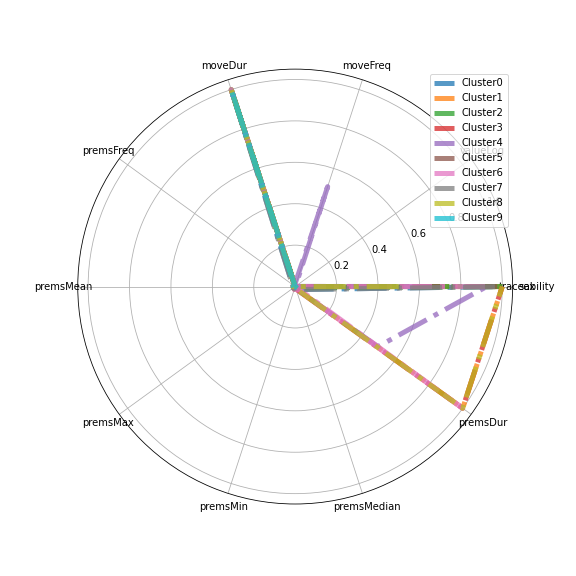 moveDur
moveFreq
Cluster0
Cluster1
Cluster2
Cluster3
Cluster4
Cluster5
Cluster6
Cluster7
Cluster8
Cluster9
premsFreq
0.6
0.4
0.2
premsMean
premsMax
premsDur
premsMin
premsMedian